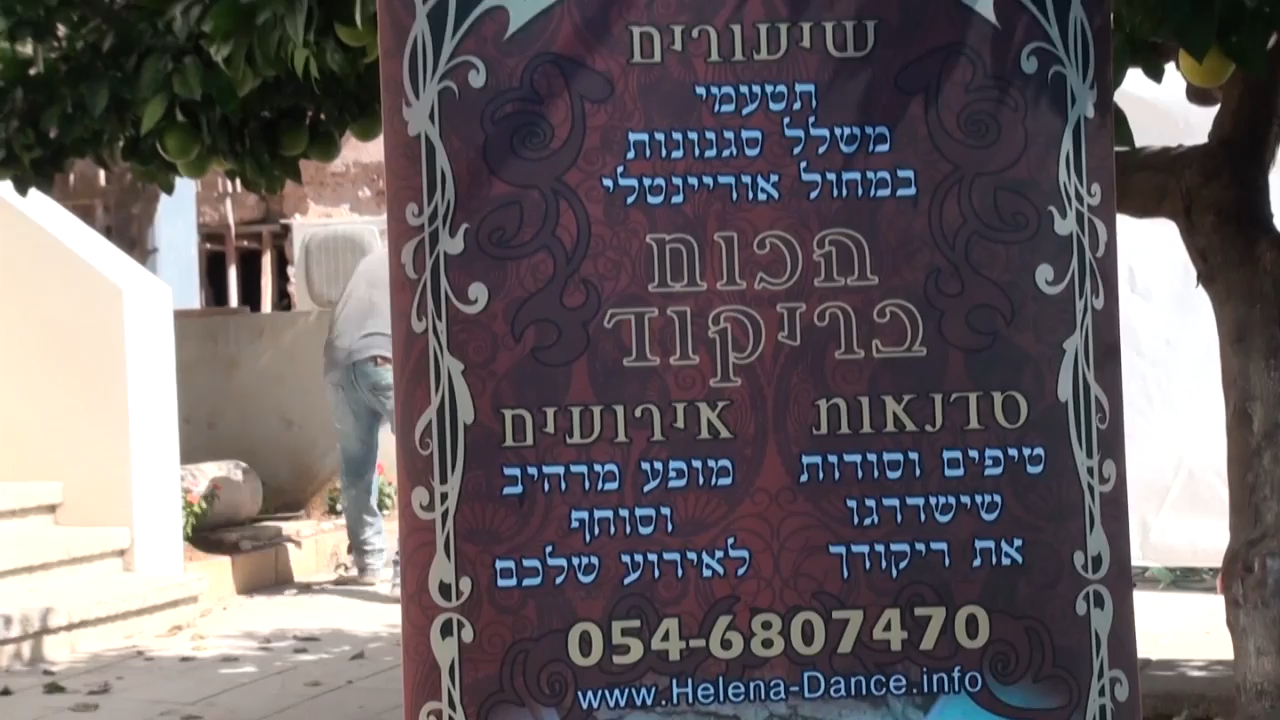 שיעורים
תטעמי
משלל סגנונות
במחול אוריינטלי
הכוח
בריקוד
סדנאות
טיפים וסודות
שישדרגו
את ריקודך
אירועים
מופע מרהיב
וסוחף
לאירוע שלכם
054-6807470
www.Helena-Dance.info